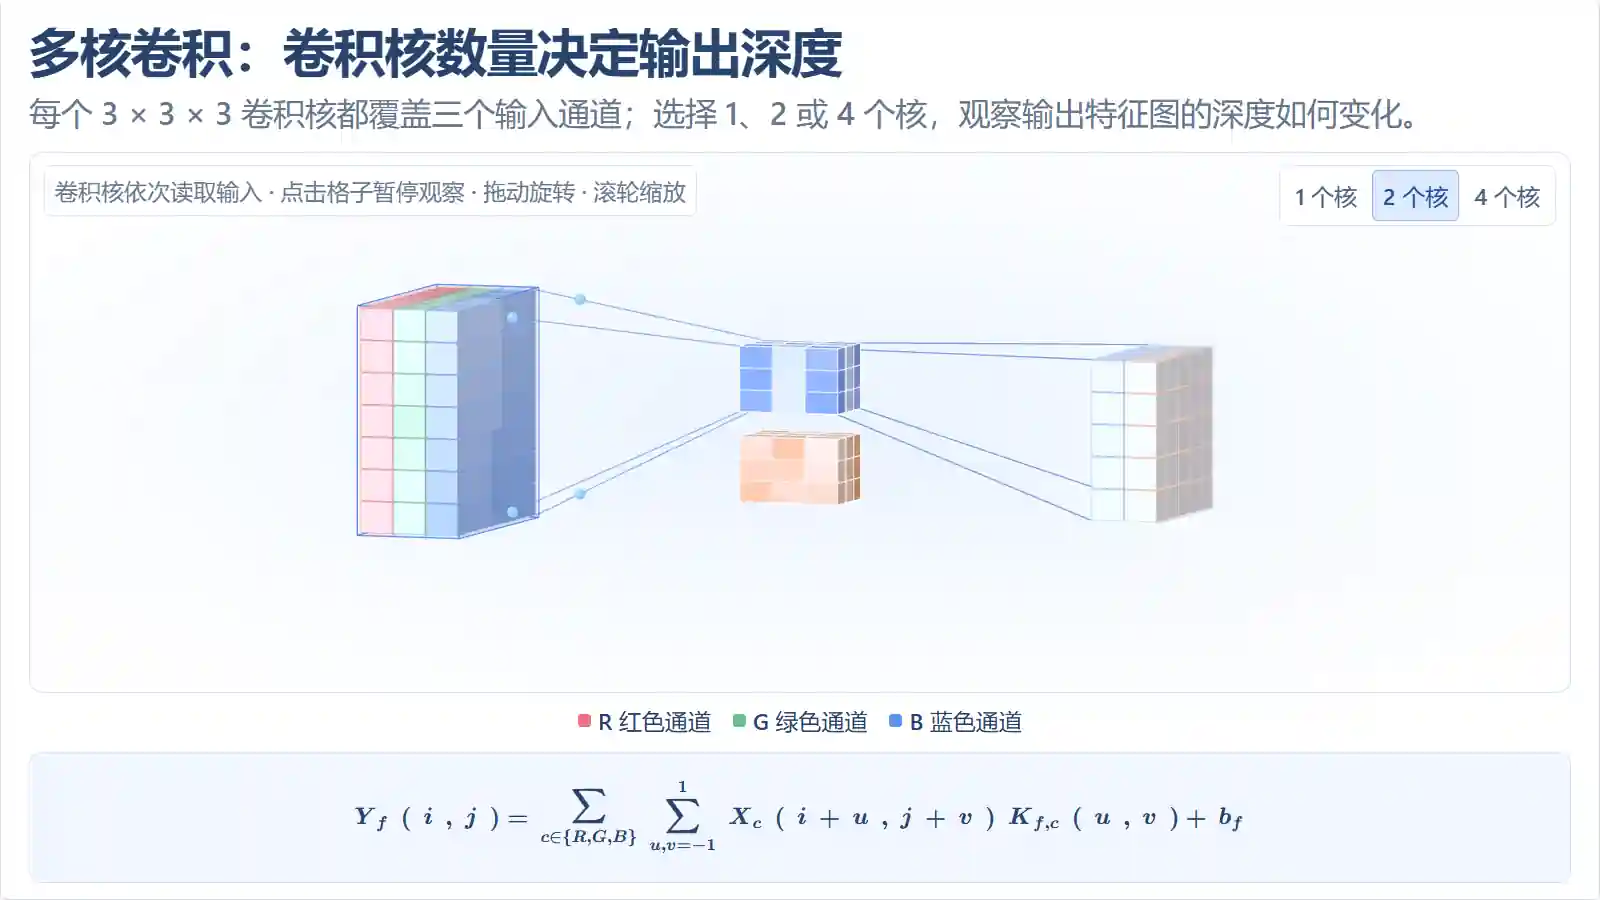 多核卷积：卷积核数量决定输出深度
每个 3 × 3 × 3 卷积核都覆盖三个输入通道；选择 1、2 或 4 个核，观察输出特征图的深度如何变化。
卷积核依次读取输入 · 点击格子暂停观察 · 拖动旋转 · 滚轮缩放
1 个核 2 个核 4 个核
R 红色通道 G 绿色通道 B 蓝色通道
Y_f ( i , j ) = ∑_{c∈{R,G,B}} ∑_{u,v=−1}^{1} X_c ( i + u , j + v ) K_{f,c} ( u , v ) + b_f